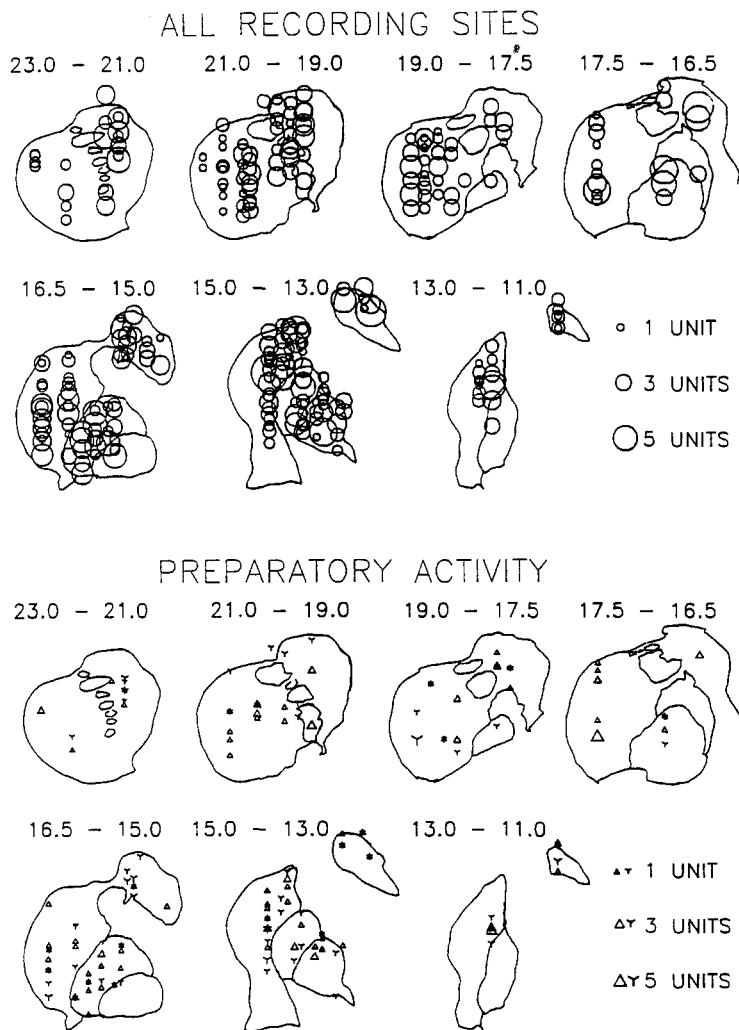 ALL RECORDING SITES
23.0 - 21.0
21.0 - 19.0
19.0 - 17.5
17.5 - 16.5
16.5 - 15.0
15.0 - 13.0
13.0 - 11.0
1 UNIT
3 UNITS
5 UNITS
PREPARATORY ACTIVITY
23.0 - 21.0
21.0 - 19.0
19.0 - 17.5
17.5 - 16.5
16.5 - 15.0
15.0 - 13.0
13.0 - 11.0
1 UNIT
3 UNITS
5 UNITS